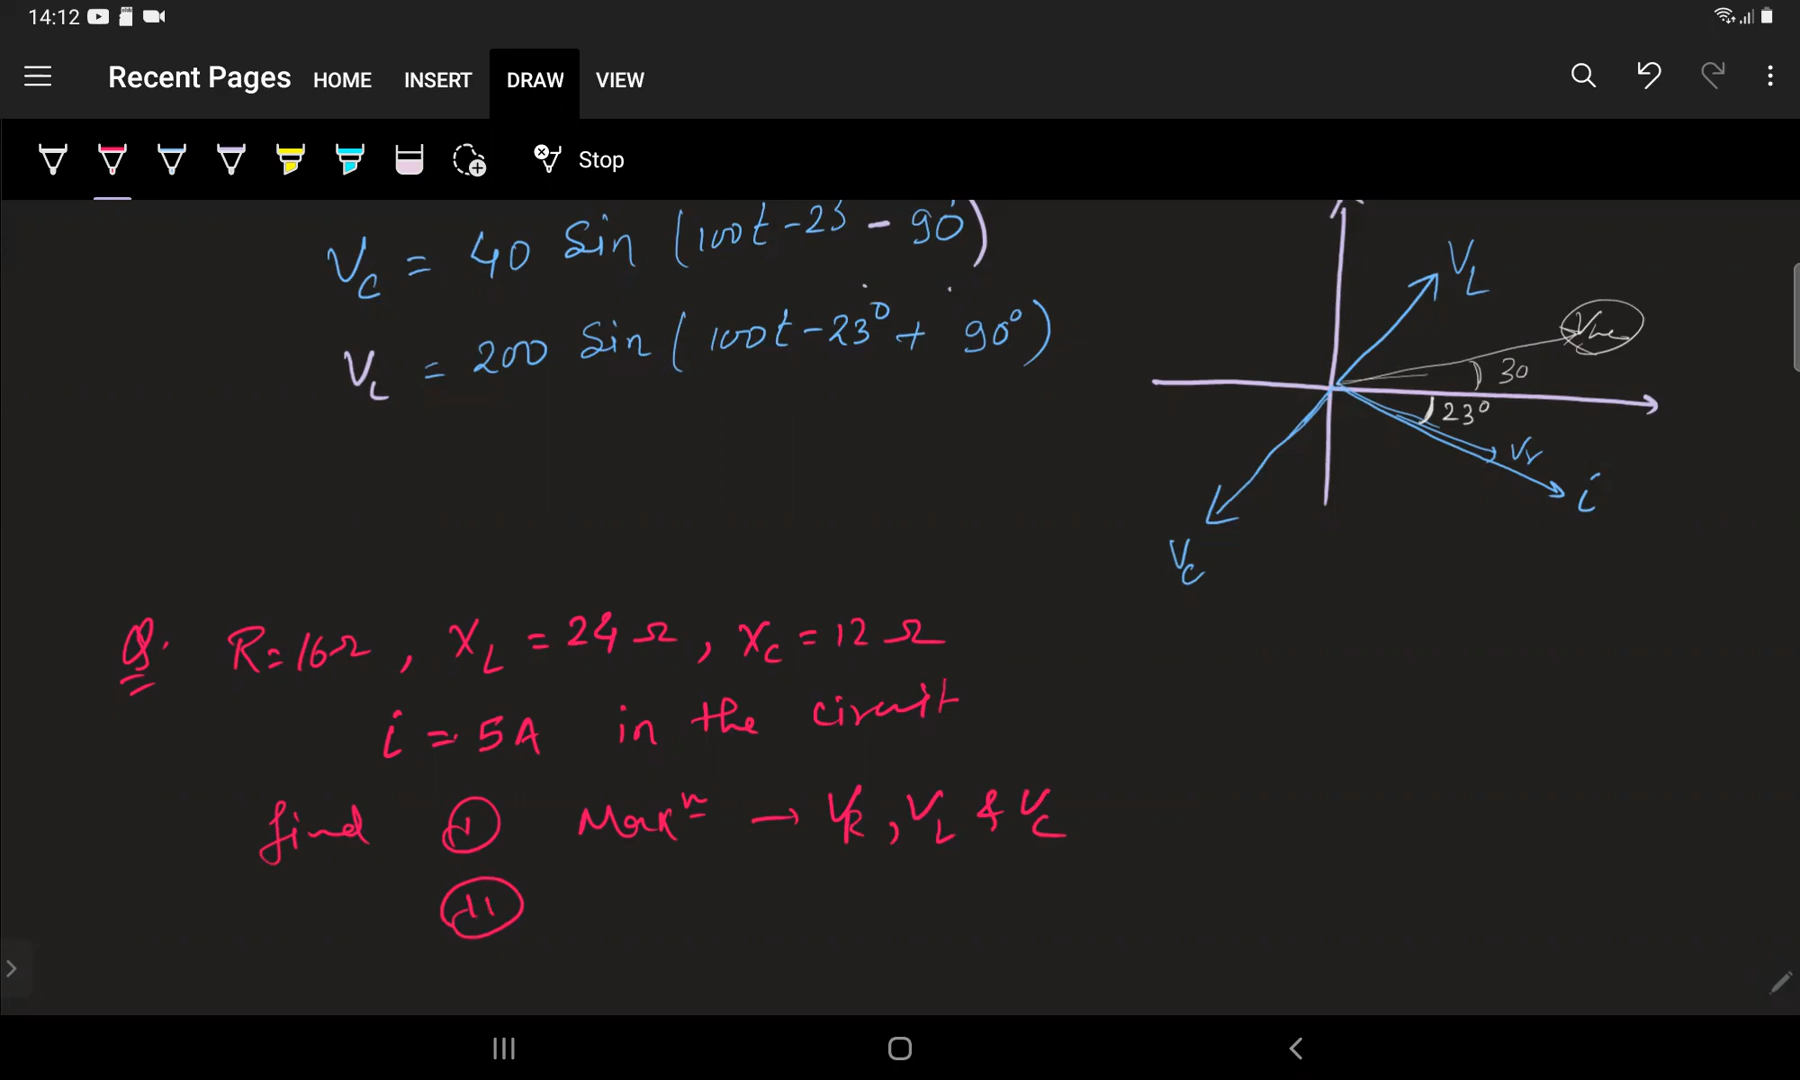 14:12
Recent Pages HOME INSERT DRAW VIEW
Stop
Vc = 40 Sin (100t - 23 - 90°)
VL = 200 Sin (100t - 23° + 90°)
VL
30
23°
Vr
i
Vc
Q. R = 16Ω, XL = 24Ω, Xc = 12Ω
i = 5A in the circuit
find (i) Maxᵐ → VR, VL & Vc
(ii)